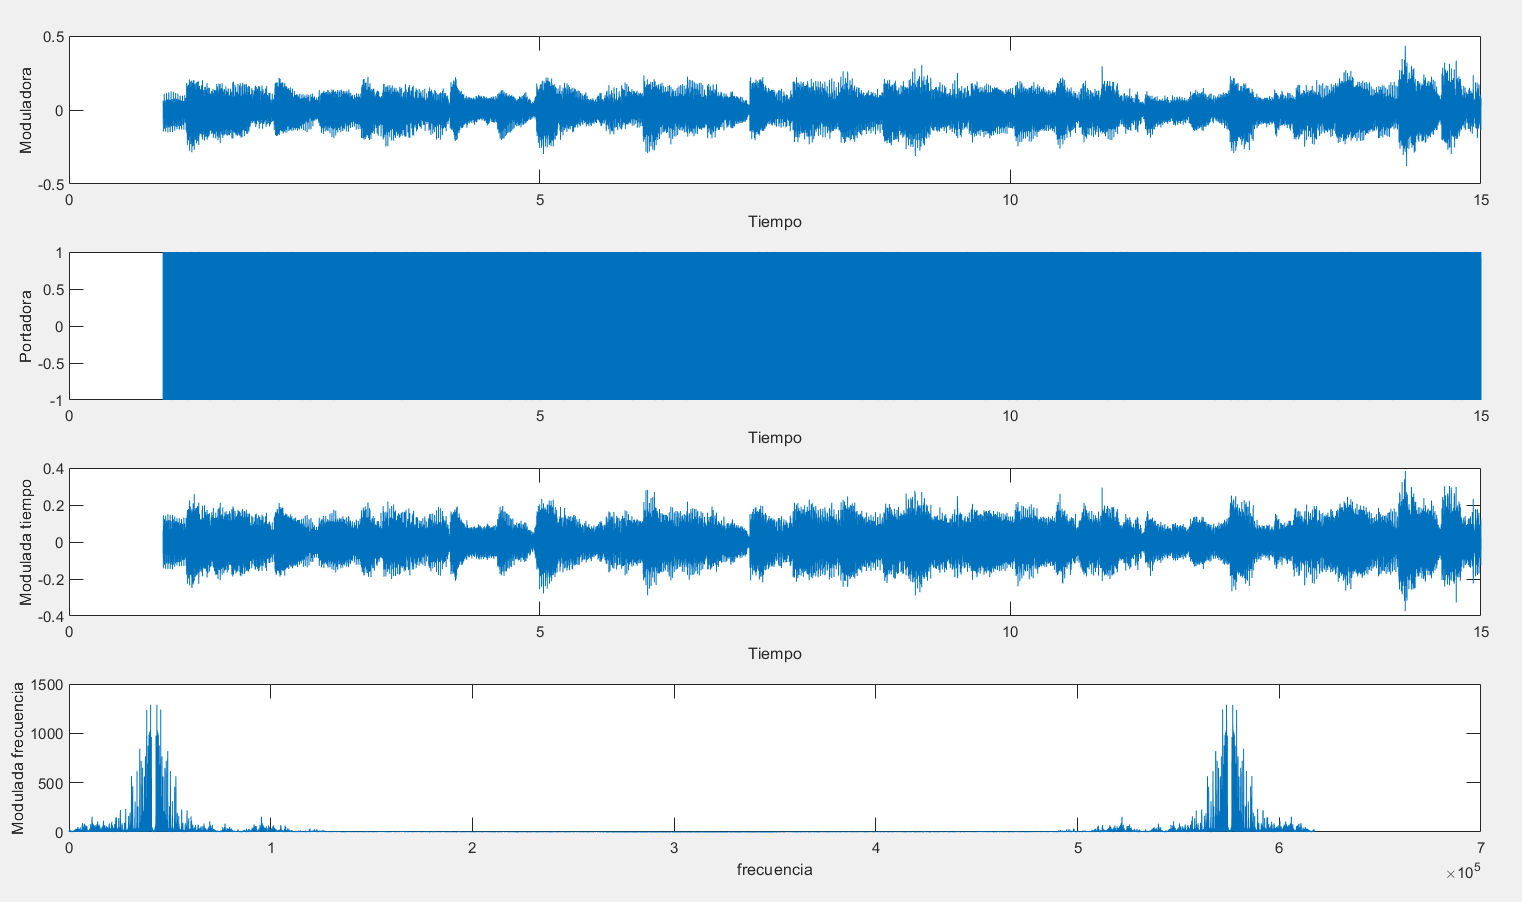 0.5
0
-0.5
Moduladora
0 5 10 15
Tiempo
1
0.5
0
-0.5
-1
Portadora
0 5 10 15
Tiempo
0.4
0.2
0
-0.2
-0.4
Modulada tiempo
0 5 10 15
Tiempo
1500
1000
500
0
Modulada frecuencia
0 1 2 3 4 5 6 7
frecuencia
×10^5